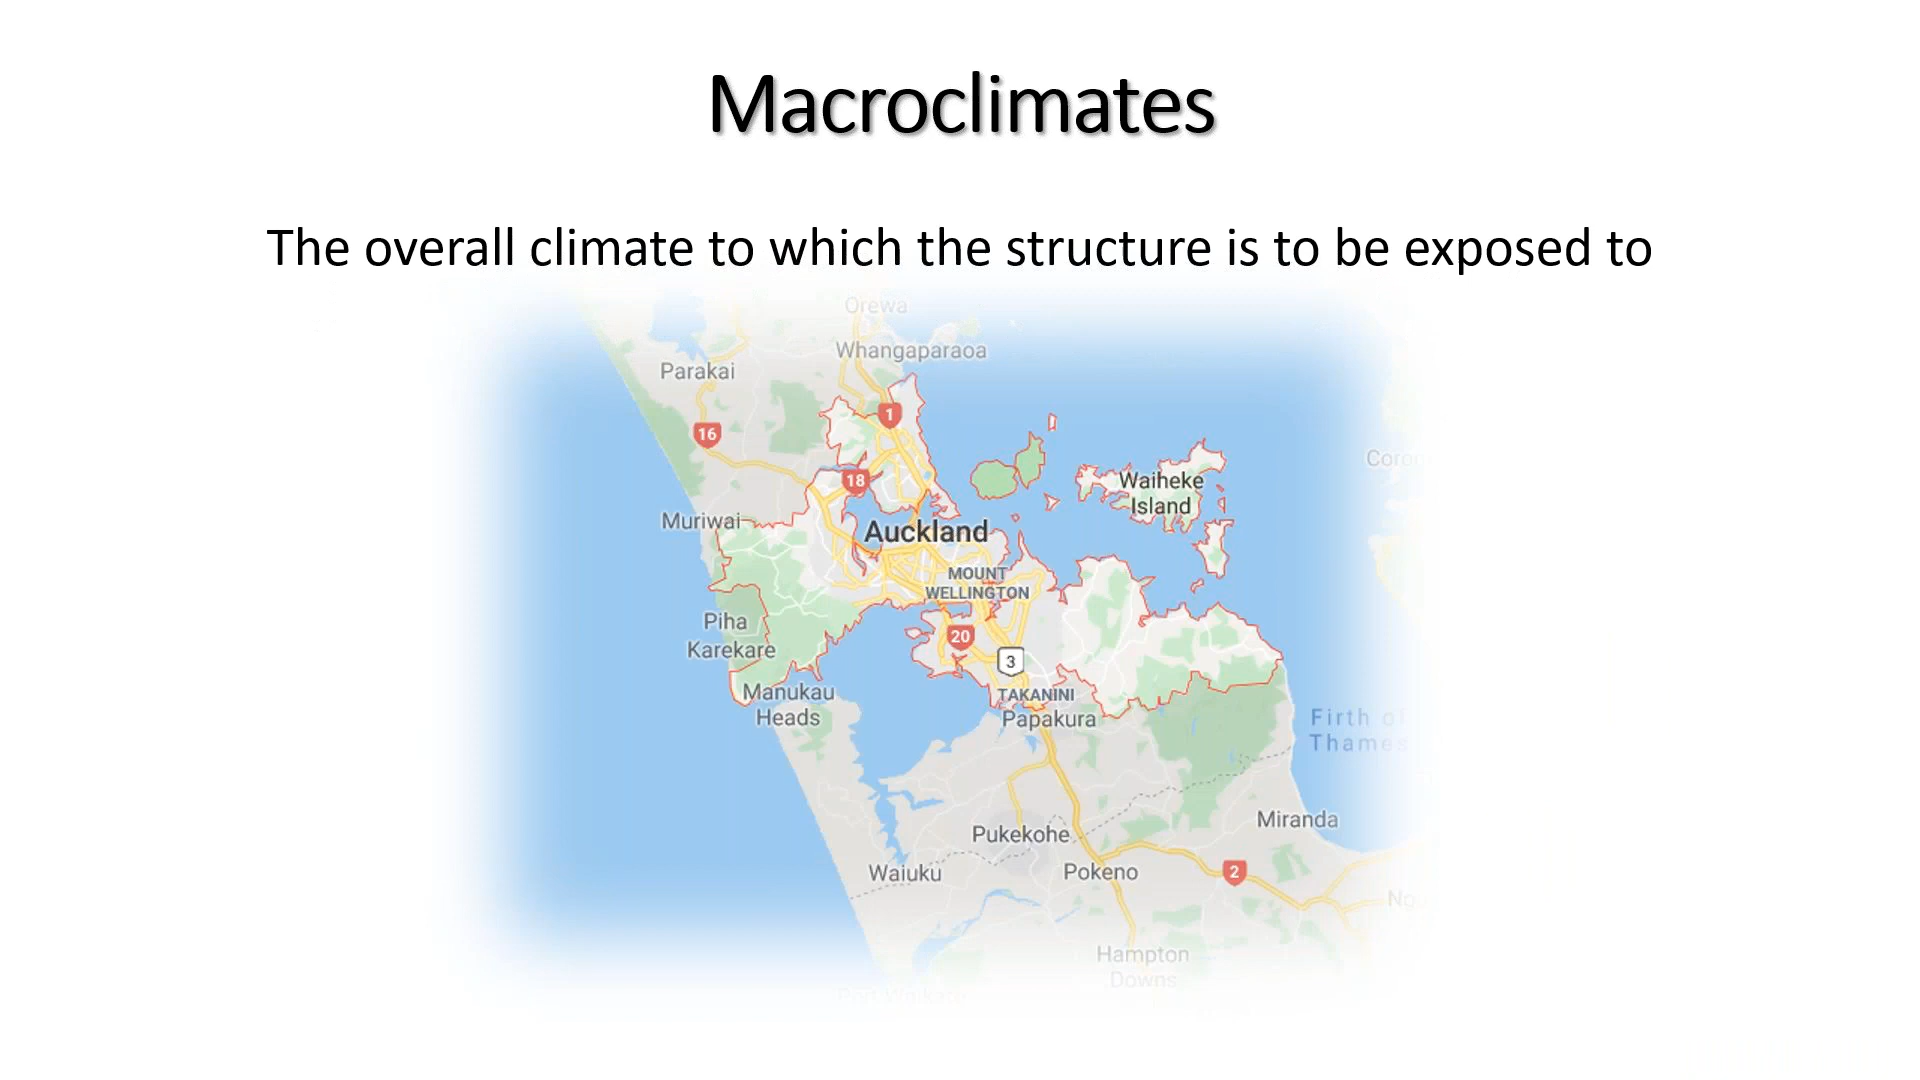 Macroclimates
The overall climate to which the structure is to be exposed to
Orewa
Whangaparaoa
Parakai
1
16
18
Waiheke
Island
Muriwai
Auckland
MOUNT
WELLINGTON
Piha
20
Karekare
3
Manukau
Heads
TAKANINI
Papakura
Firth of
Thames
Miranda
Pukekohe
Waiuku
Pokeno
2
Hampton
Downs